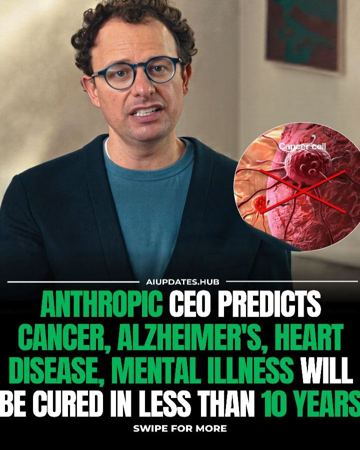 Cancer cell
AIUPDATES.HUB
ANTHROPIC CEO PREDICTS
CANCER, ALZHEIMER'S, HEART
DISEASE, MENTAL ILLNESS WILL
BE CURED IN LESS THAN 10 YEARS
SWIPE FOR MORE